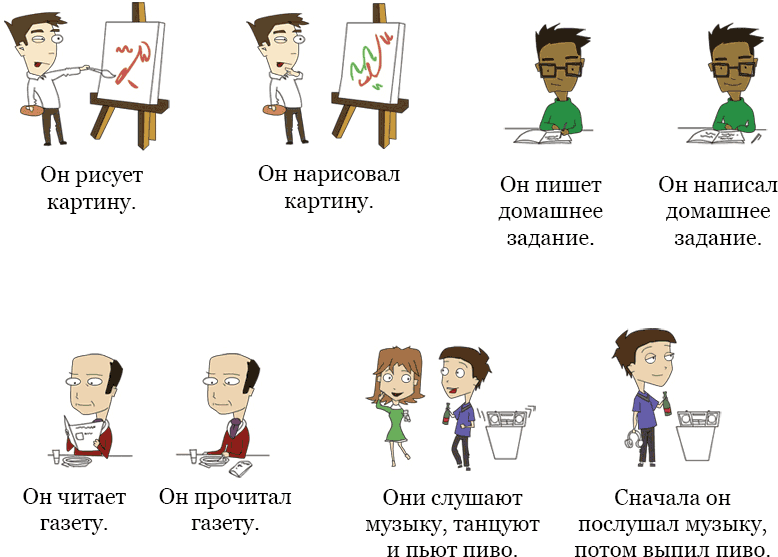 Он рисует
картину.
Он нарисовал
картину.
Он пишет
домашнее
задание.
Он написал
домашнее
задание.
Он читает
газету.
Он прочитал
газету.
Они слушают
музыку, танцуют
и пьют пиво.
Сначала он
послушал музыку,
потом выпил пиво.